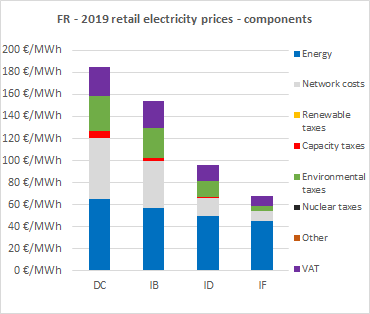 FR - 2019 retail electricity prices - components
200 €/MWh
180 €/MWh
160 €/MWh
140 €/MWh
120 €/MWh
100 €/MWh
80 €/MWh
60 €/MWh
40 €/MWh
20 €/MWh
0 €/MWh
DC
IB
ID
IF
Energy
Network costs
Renewable
taxes
Capacity taxes
Environmental
taxes
Nuclear taxes
Other
VAT